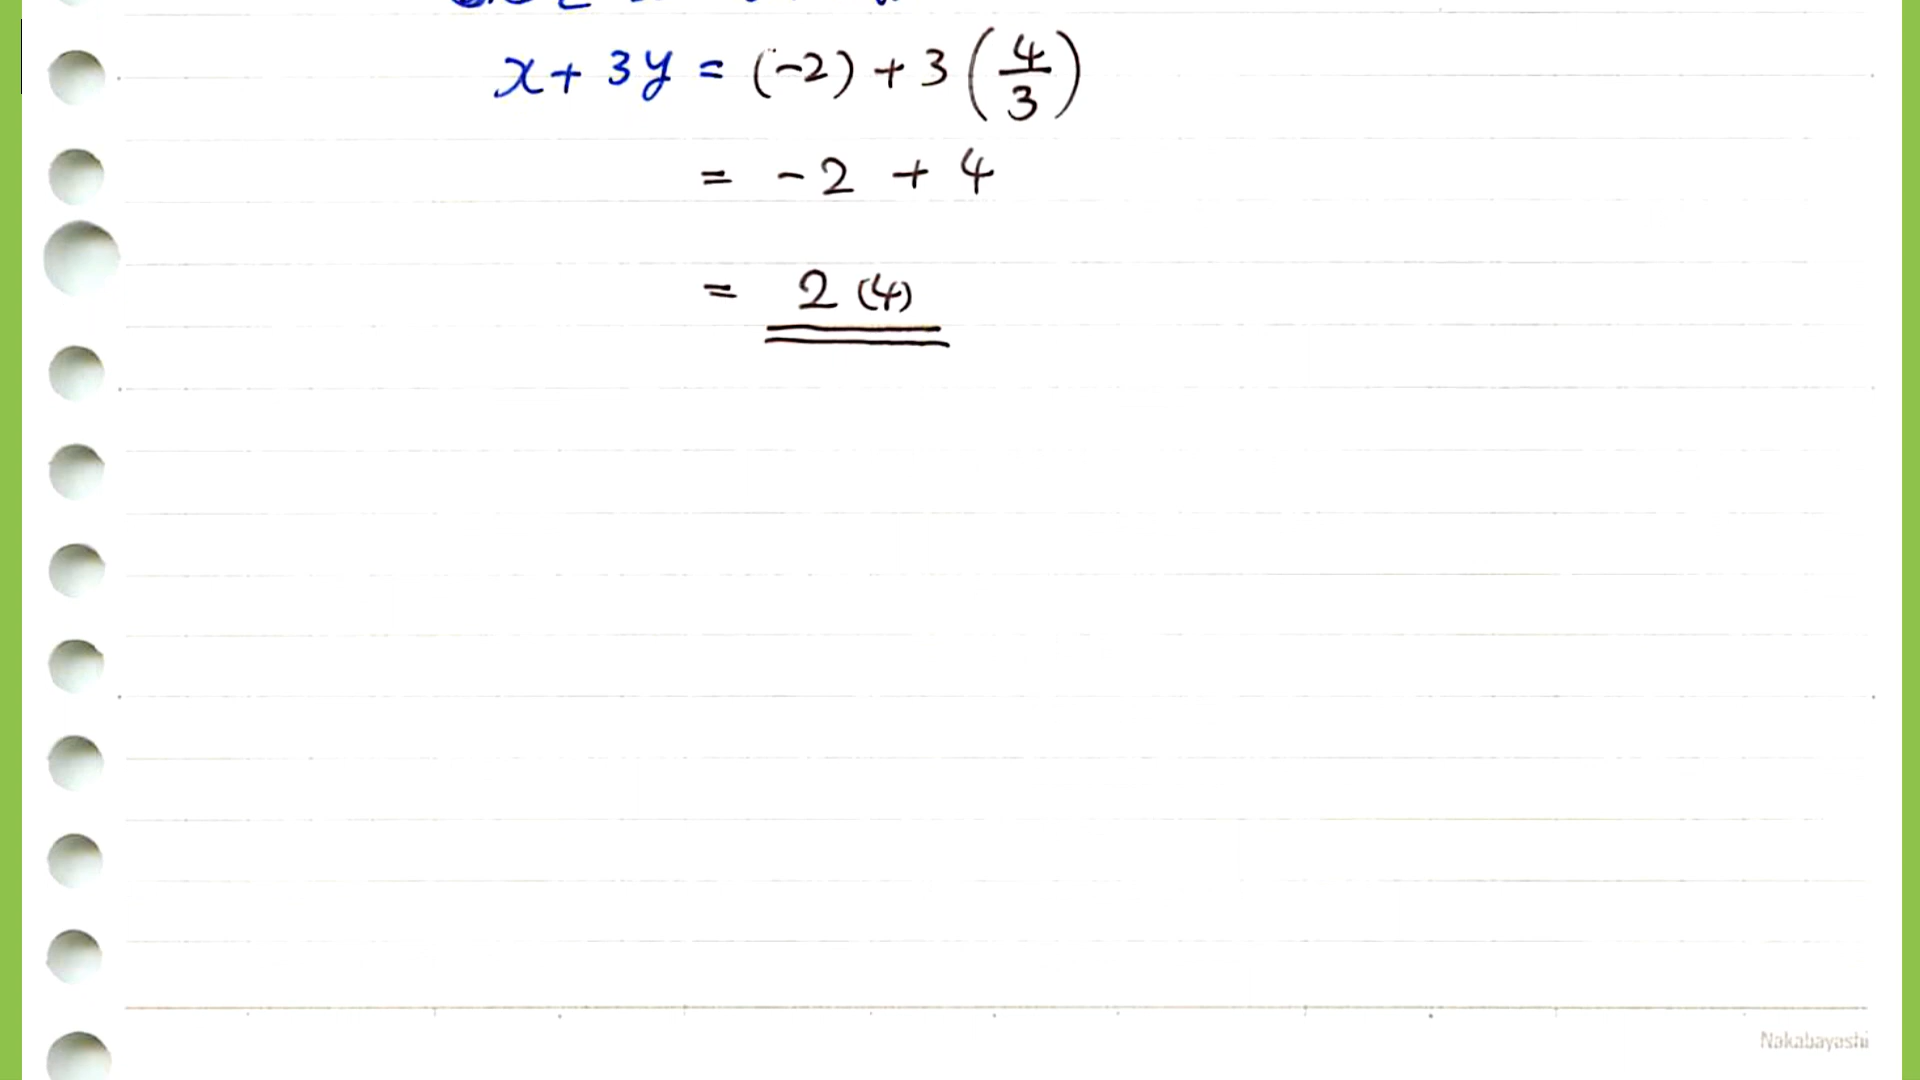 x + 3y = (-2) + 3(4/3)
= -2 + 4
= 2 (4)
Nakabayashi